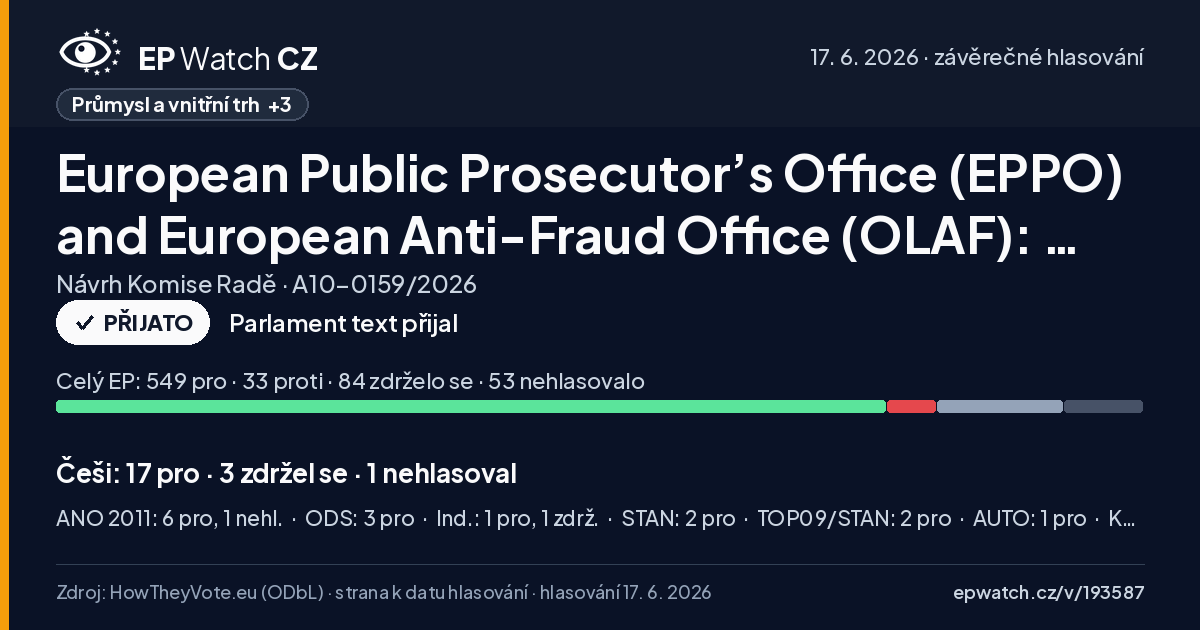 EP Watch CZ
17. 6. 2026 · závěrečné hlasování
Průmysl a vnitřní trh +3
European Public Prosecutor’s Office (EPPO)
and European Anti-Fraud Office (OLAF): …
Návrh Komise Radě · A10-0159/2026
✓ PŘIJATO Parlament text přijal
Celý EP: 549 pro · 33 proti · 84 zdrželo se · 53 nehlasovalo
Češi: 17 pro · 3 zdržel se · 1 nehlasoval
ANO 2011: 6 pro, 1 nehl. · ODS: 3 pro · Ind.: 1 pro, 1 zdrž. · STAN: 2 pro · TOP09/STAN: 2 pro · AUTO: 1 pro · K…
Zdroj: HowTheyVote.eu (ODbL) · strana k datu hlasování · hlasování 17. 6. 2026
epwatch.cz/v/193587